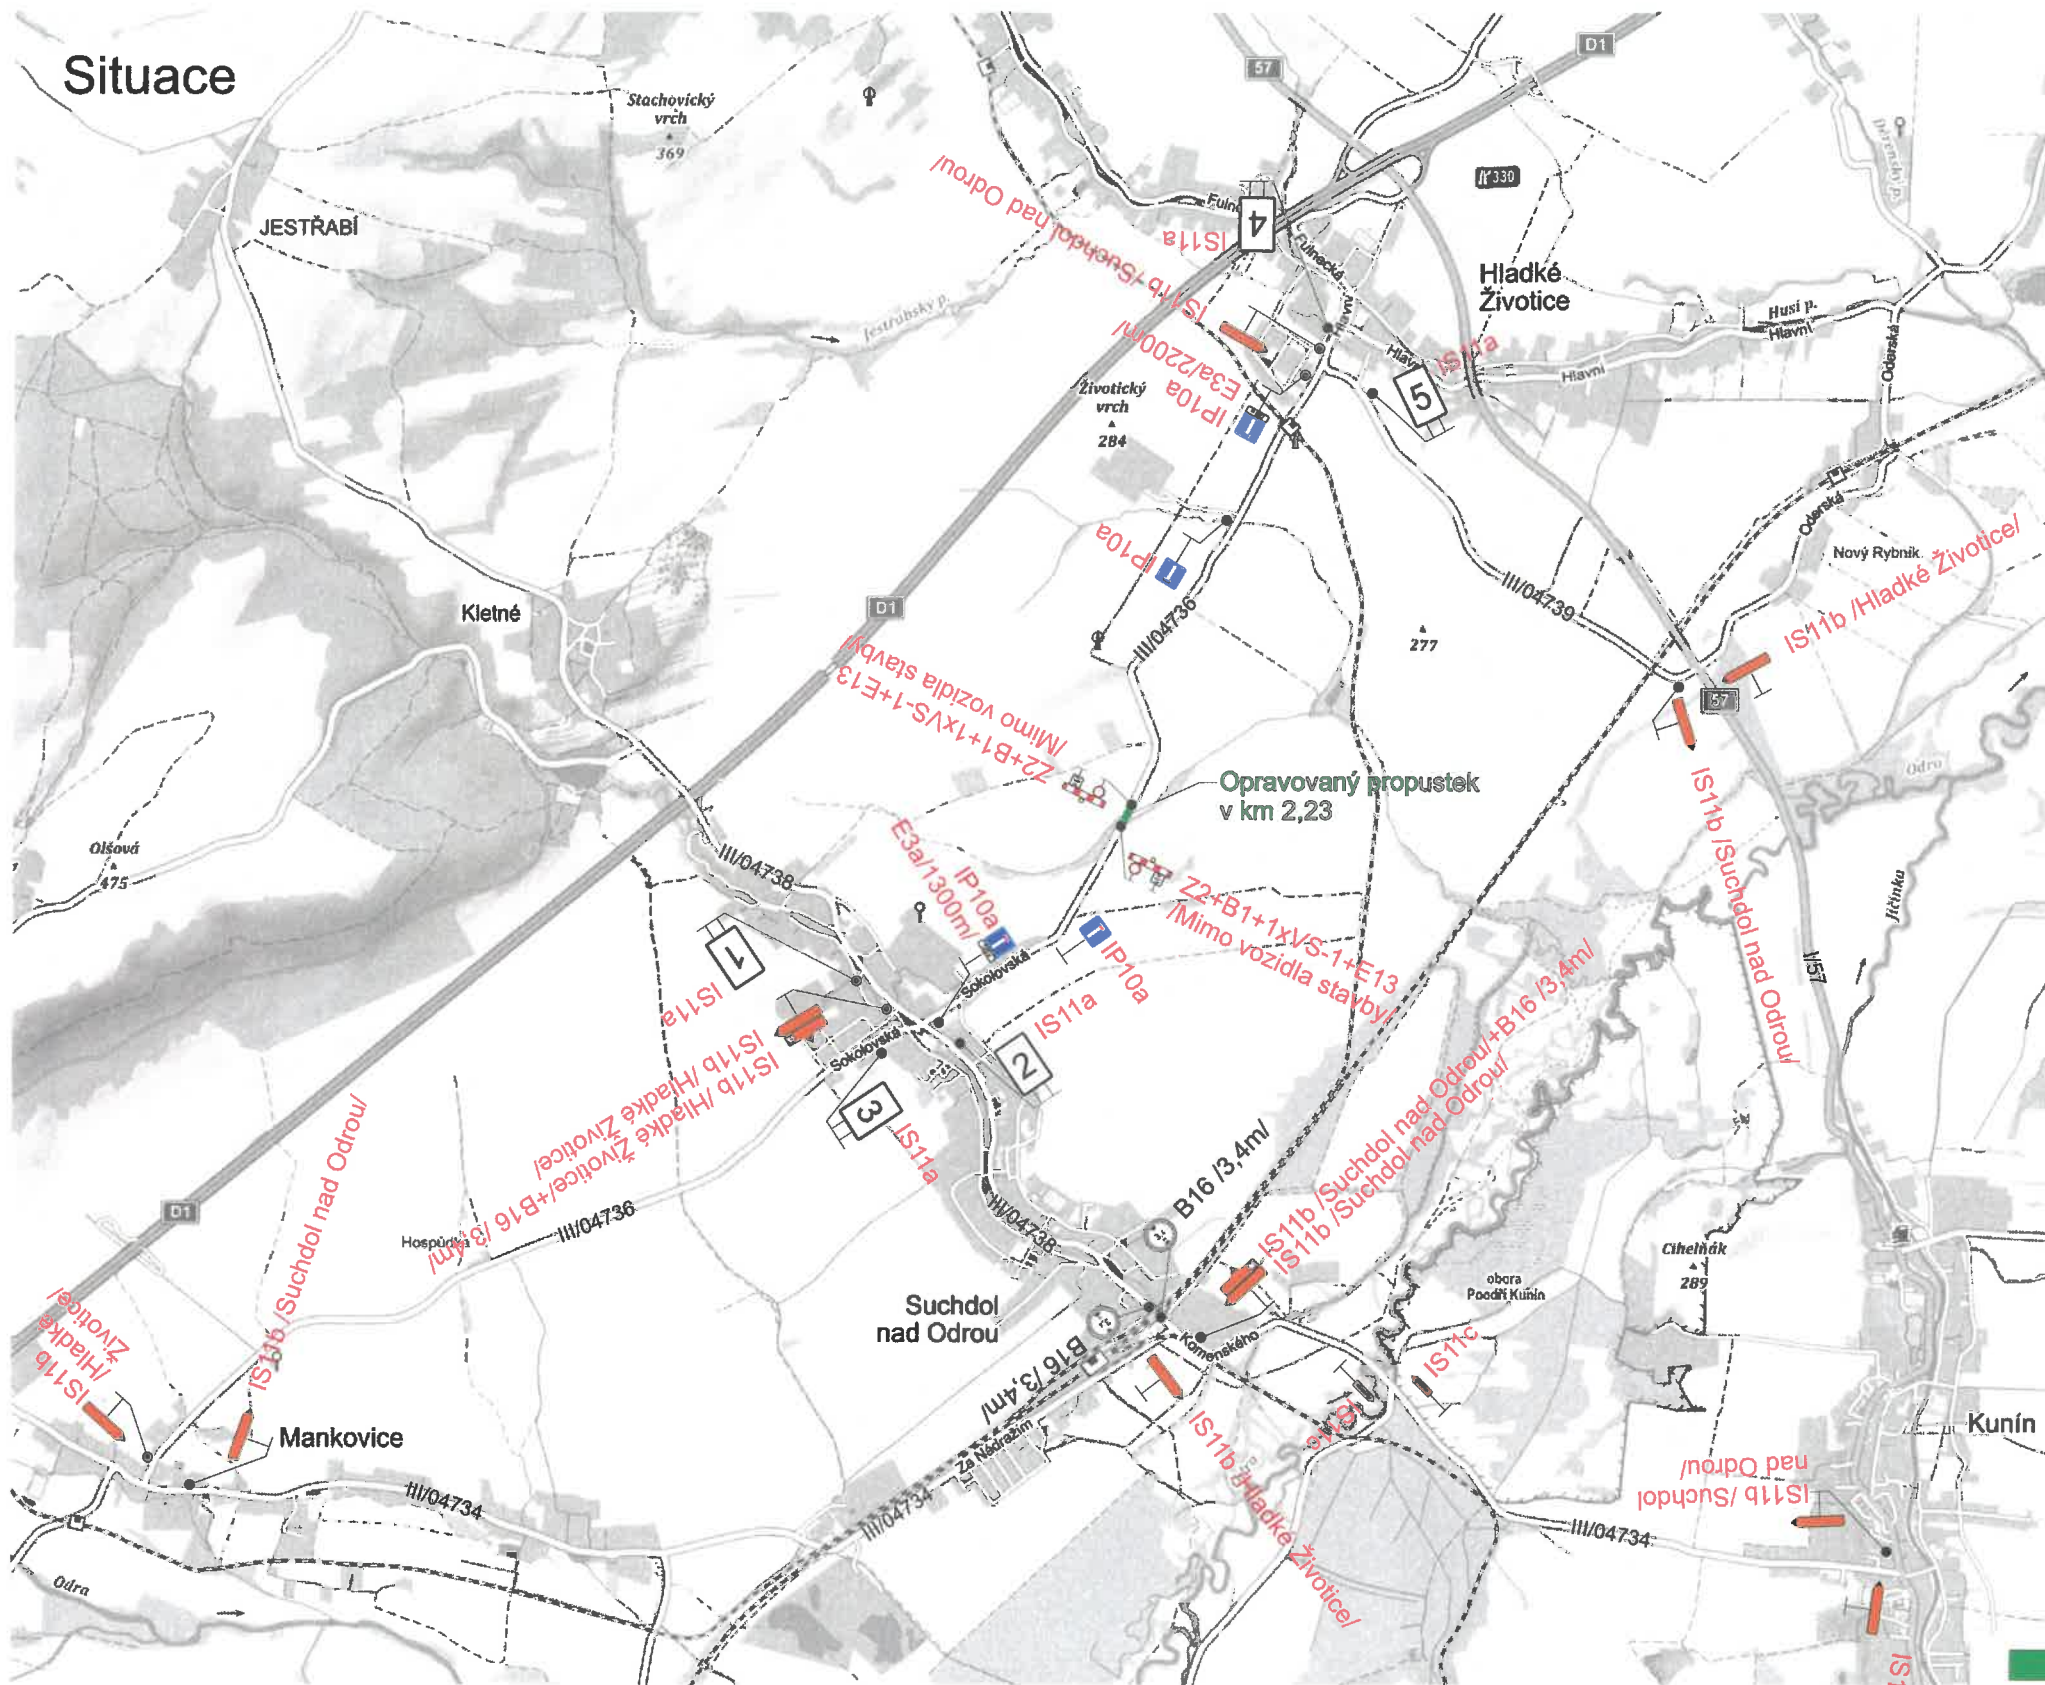 Situace
D1
57
Stachovický
vrch
369
Děrenský p.
330
JESTŘABÍ
IS11b /Suchdol nad Odrou/
IS11a
4
Fulnecká
Hladké
Životice
Husí p.
Hlavní
Hlavní
Hlavní
Hlavní
Oderská
Jestřábský p.
E3a/2200m/
IP10a
IS11a
5
Životický
vrch
284
Oderská
Nový Rybník
IP10a
III/04739
IS11b /Hladké Životice/
D1
Kletné
III/04736
277
57
Z2+B1+1xVS-1+E13
/Mimo vozidla stavby/
Odra
Opravovaný propustek
v km 2,23
IS11b /Suchdol nad Odrou/
Olšová
475
III/04738
IP10a
E3a/1300m/
Z2+B1+1xVS-1+E13
/Mimo vozidla stavby/
Jičínka
I/57
1
IS11a
Sokolovská
IP10a
IS11a
2
Sokolovská
3
IS11a
IS11b /Hladké Životice/
IS11b /Hladké Životice/+B16 /3,4m/
IS11b /Suchdol nad Odrou/+B16 /3,4m/
IS11b /Suchdol nad Odrou/
B16 /3,4m/
D1
IS11b /Suchdol nad Odrou/
III/04736
III/04738
Cihelňák
289
obora
Poodří Kunín
Suchdol
nad Odrou
IS11b
/Hladké
Životice/
B16 /3,4m/
Komenského
IS11c
IS11c
Mankovice
Za Nádražím
Kunín
IS11b /Hladké Životice/
IS11b /Suchdol
nad Odrou/
III/04734
III/04734
III/04734
Odra